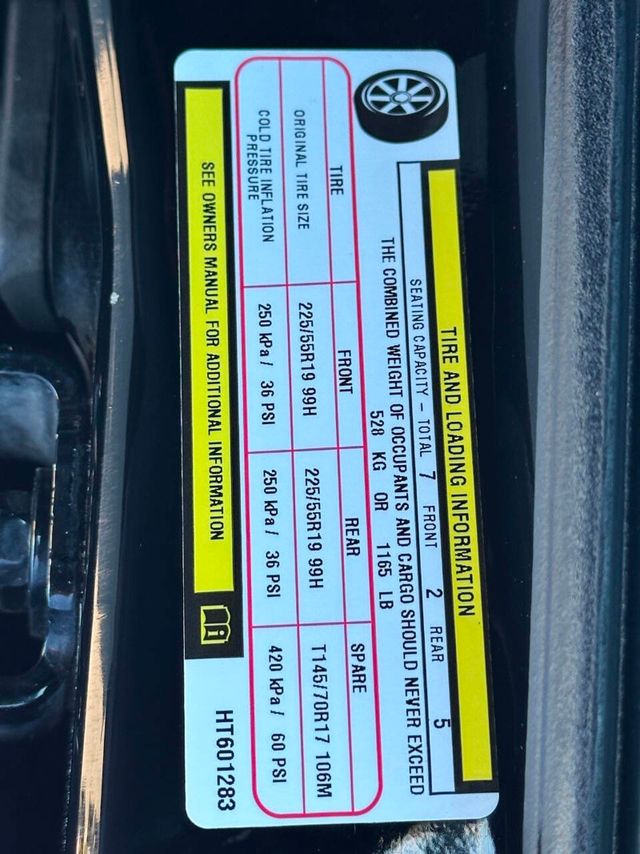 TIRE AND LOADING INFORMATION
SEATING CAPACITY – TOTAL 7 FRONT 2 REAR 5
THE COMBINED WEIGHT OF OCCUPANTS AND CARGO SHOULD NEVER EXCEED
528 KG OR 1165 LB
TIRE FRONT REAR SPARE
ORIGINAL TIRE SIZE 225/55R19 99H 225/55R19 99H T145/70R17 106M
COLD TIRE INFLATION
PRESSURE 250 kPa / 36 PSI 250 kPa / 36 PSI 420 kPa / 60 PSI
SEE OWNERS MANUAL FOR ADDITIONAL INFORMATION
HT601283